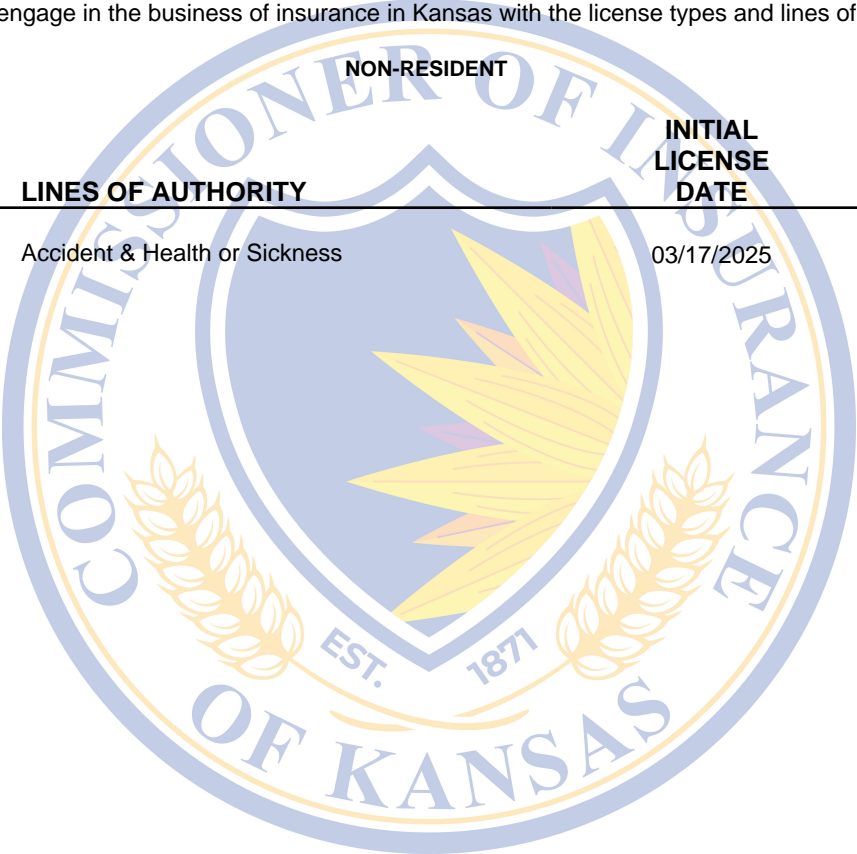 engage in the business of insurance in Kansas with the license types and lines of
NON-RESIDENT
INITIAL
LICENSE
LINES OF AUTHORITY DATE
Accident & Health or Sickness 03/17/2025
COMMISSIONER OF INSURANCE
EST. 1871
OF KANSAS